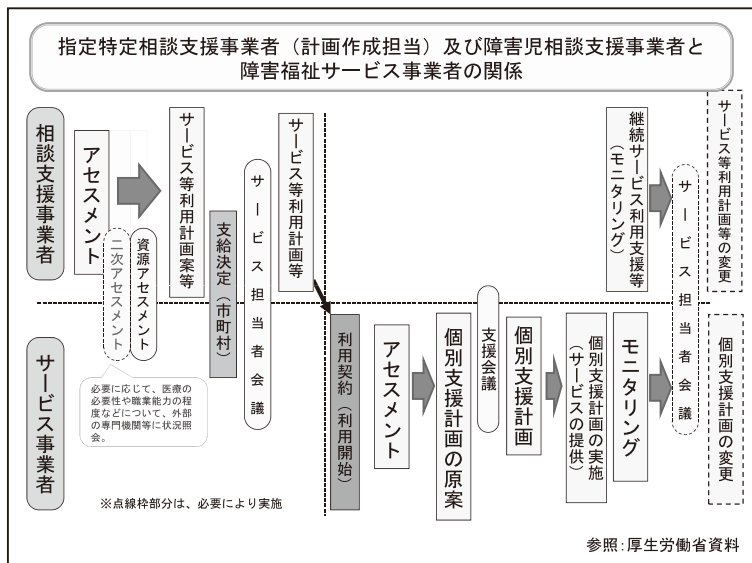 指定特定相談支援事業者（計画作成担当）及び障害児相談支援事業者と
障害福祉サービス事業者の関係
相談支援事業者
アセスメント
二次アセスメント
資源アセスメント
サービス等利用計画案等
支給決定（市町村）
サービス担当者会議
サービス等利用計画等
継続サービス利用支援等
（モニタリング）
サービス担当者会議
サービス等利用計画等の変更
サービス事業者
必要に応じて、医療の
必要性や職業能力の程
度などについて、外部
の専門機関等に状況照
会。
利用契約（利用開始）
アセスメント
個別支援計画の原案
支援会議
個別支援計画
個別支援計画の実施
（サービスの提供）
モニタリング
個別支援計画の変更
※点線枠部分は、必要により実施
参照：厚生労働省資料